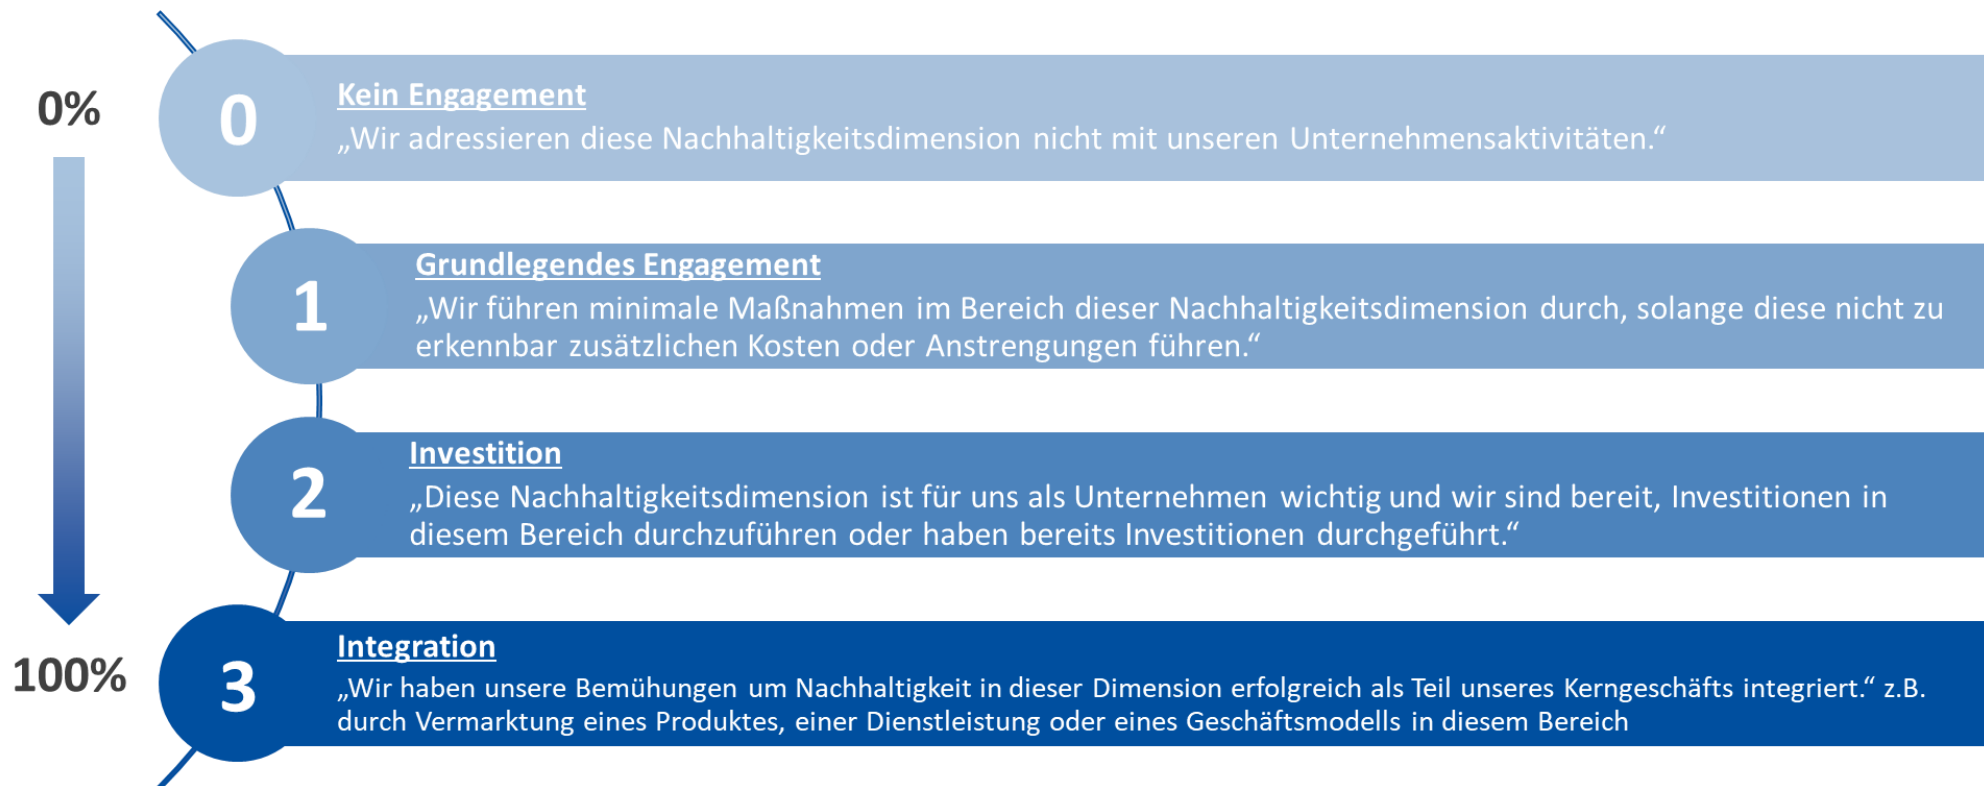 0%
0
Kein Engagement
„Wir adressieren diese Nachhaltigkeitsdimension nicht mit unseren Unternehmensaktivitäten.“
1
Grundlegendes Engagement
„Wir führen minimale Maßnahmen im Bereich dieser Nachhaltigkeitsdimension durch, solange diese nicht zu
erkennbar zusätzlichen Kosten oder Anstrengungen führen.“
2
Investition
„Diese Nachhaltigkeitsdimension ist für uns als Unternehmen wichtig und wir sind bereit, Investitionen in
diesem Bereich durchzuführen oder haben bereits Investitionen durchgeführt.“
100%
3
Integration
„Wir haben unsere Bemühungen um Nachhaltigkeit in dieser Dimension erfolgreich als Teil unseres Kerngeschäfts integriert.“ z.B.
durch Vermarktung eines Produktes, einer Dienstleistung oder eines Geschäftsmodells in diesem Bereich